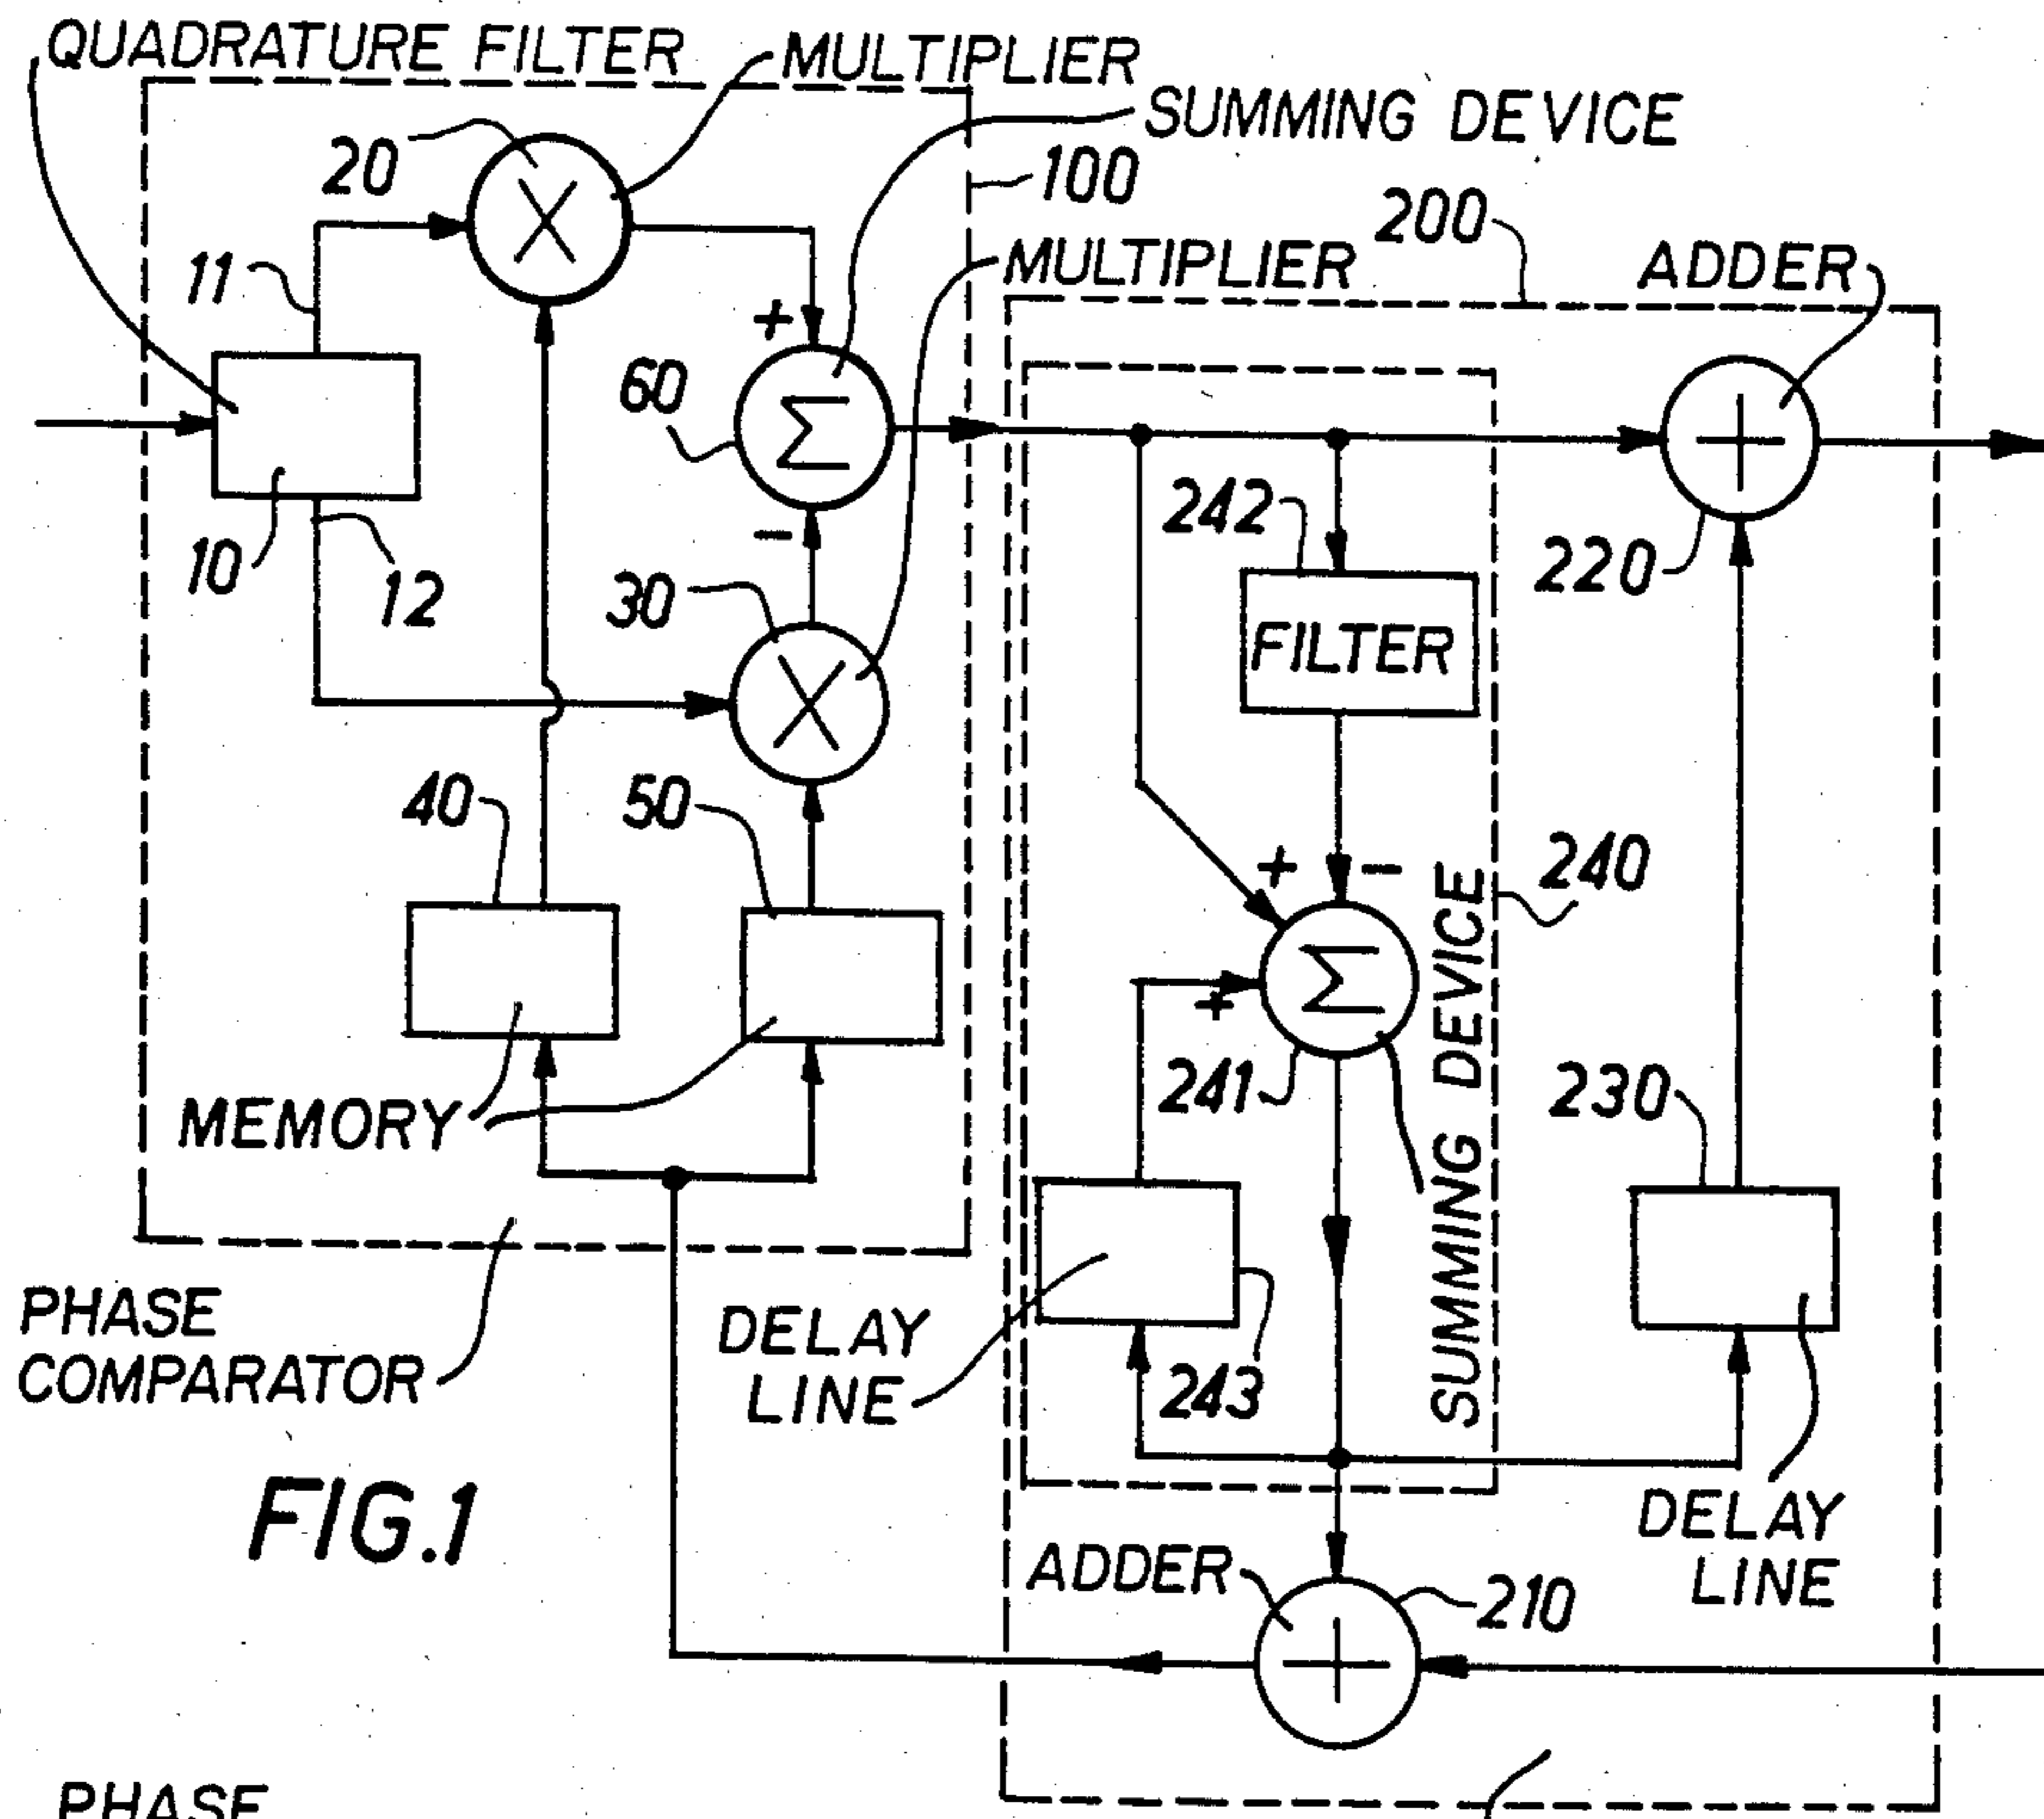 QUADRATURE FILTER
MULTIPLIER
SUMMING DEVICE
20
100
200
11
MULTIPLIER
ADDER
+
60
Σ
242
220
-
10
12
30
FILTER
40
50
+
-
240
Σ
+
241
230
MEMORY
SUMMING DEVICE
PHASE
COMPARATOR
DELAY
LINE
243
FIG.1
DELAY
LINE
ADDER
210
PHASE